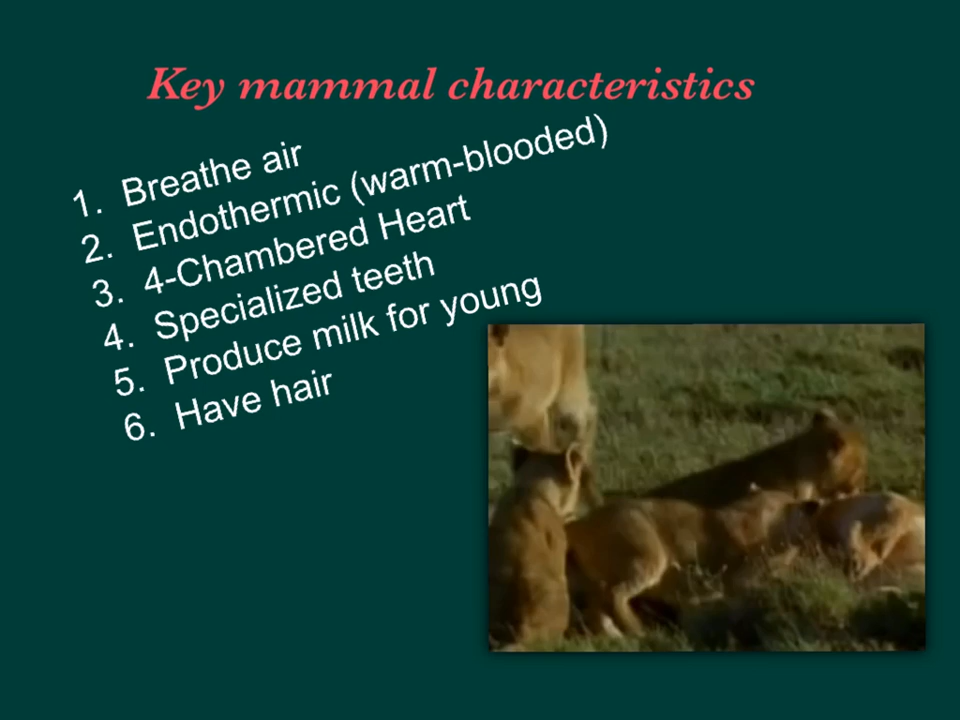 Key mammal characteristics
1. Breathe air
2. Endothermic (warm-blooded)
3. 4-Chambered Heart
4. Specialized teeth
5. Produce milk for young
6. Have hair